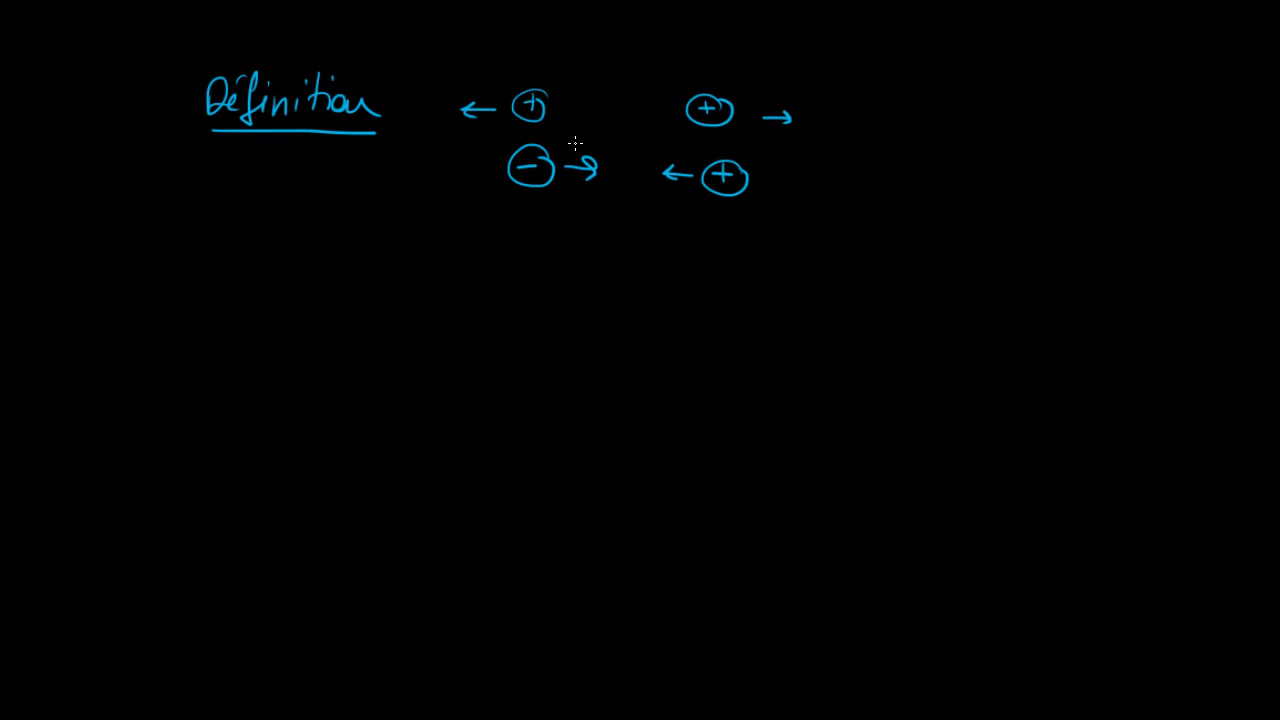 Définition ← + + →
- → ← +